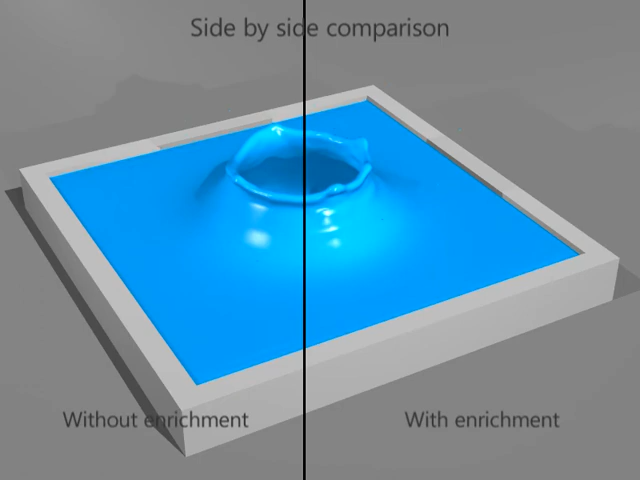 Side by side comparison
Without enrichment
With enrichment